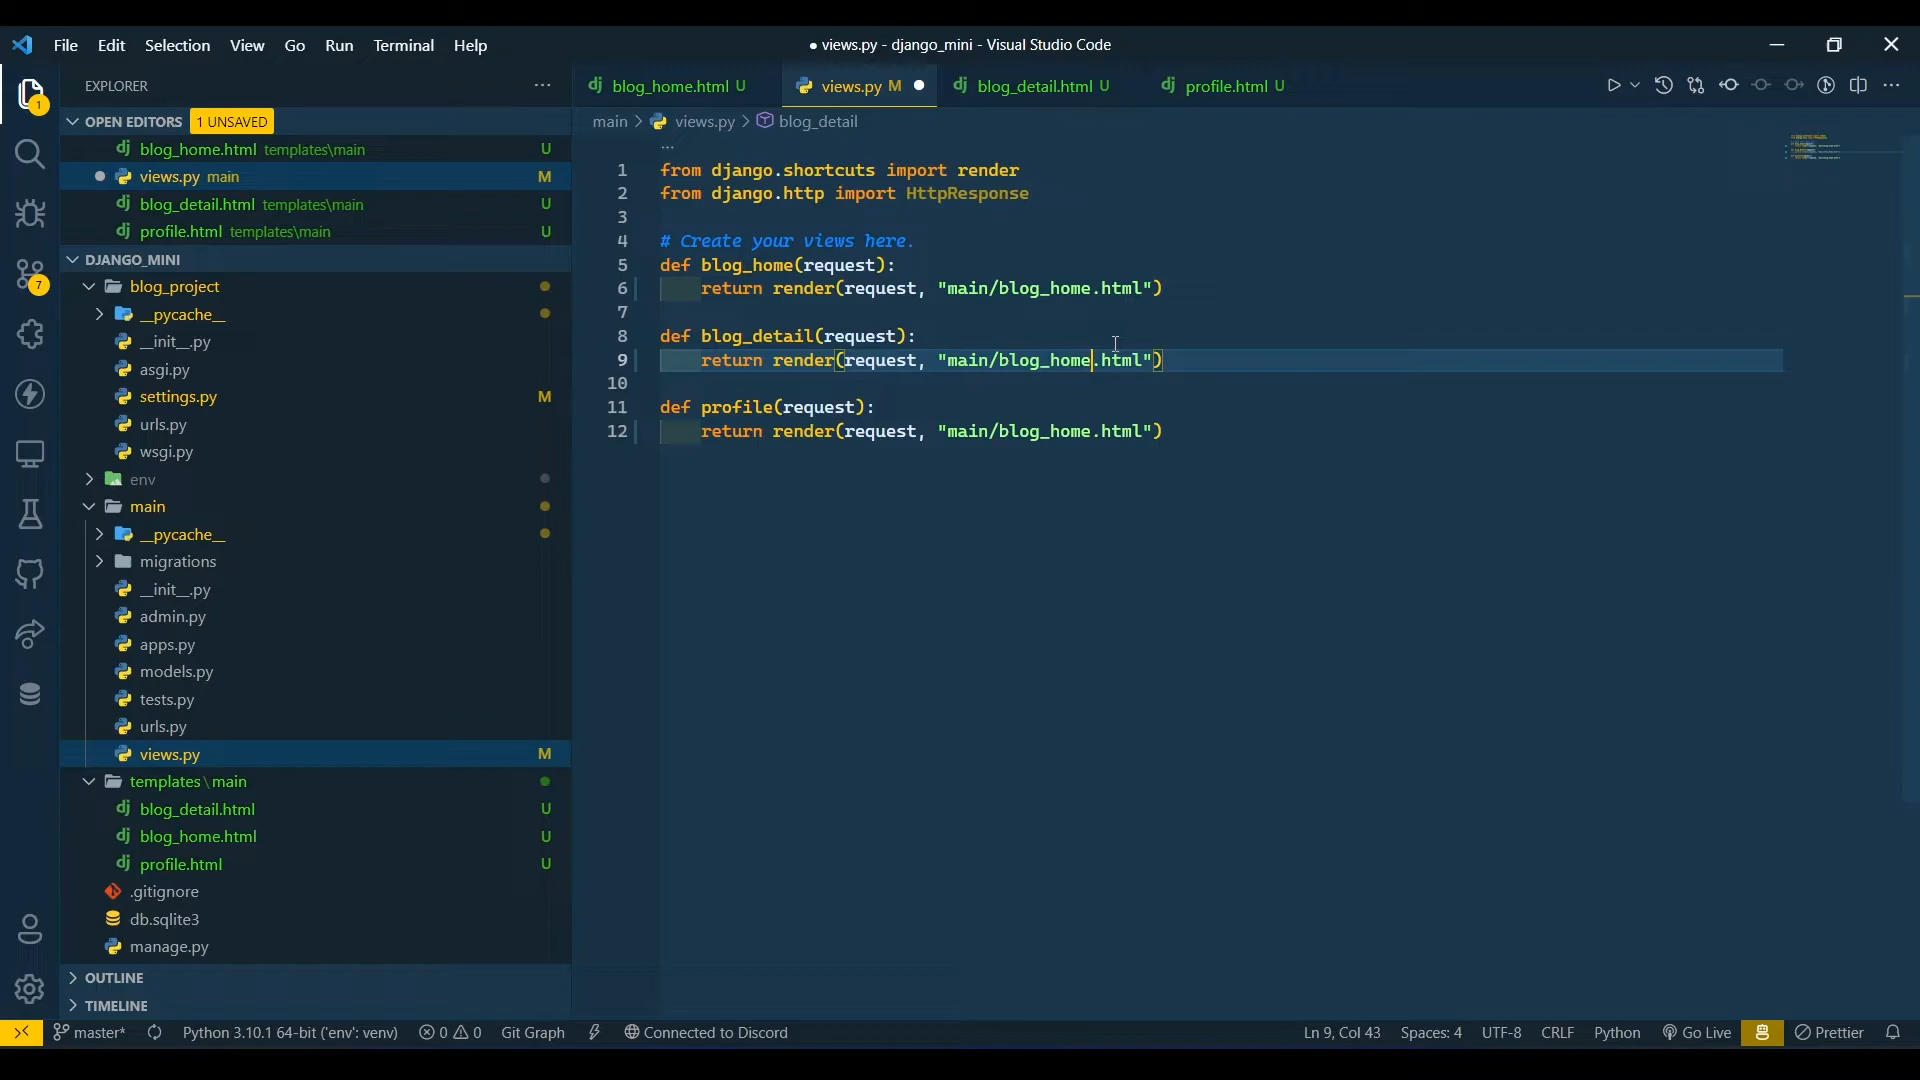 File Edit Selection View Go Run Terminal Help
● views.py - django_mini - Visual Studio Code
EXPLORER
blog_home.html U
views.py M
blog_detail.html U
profile.html U
OPEN EDITORS 1 UNSAVED
blog_home.html templates\main U
views.py main M
blog_detail.html templates\main U
profile.html templates\main U
DJANGO_MINI
blog_project
__pycache__
__init__.py
asgi.py
settings.py M
urls.py
wsgi.py
env
main
__pycache__
migrations
__init__.py
admin.py
apps.py
models.py
tests.py
urls.py
views.py M
templates\main
blog_detail.html U
blog_home.html U
profile.html U
.gitignore
db.sqlite3
manage.py
OUTLINE
TIMELINE
1
7
main > views.py > blog_detail
...
1 from django.shortcuts import render
2 from django.http import HttpResponse
3
4 # Create your views here.
5 def blog_home(request):
6 return render(request, "main/blog_home.html")
7
8 def blog_detail(request):
9 return render(request, "main/blog_home.html")
10
11 def profile(request):
12 return render(request, "main/blog_home.html")
master* Python 3.10.1 64-bit ('env': venv) 0 0 Git Graph Connected to Discord Ln 9, Col 43 Spaces: 4 UTF-8 CRLF Python Go Live Prettier